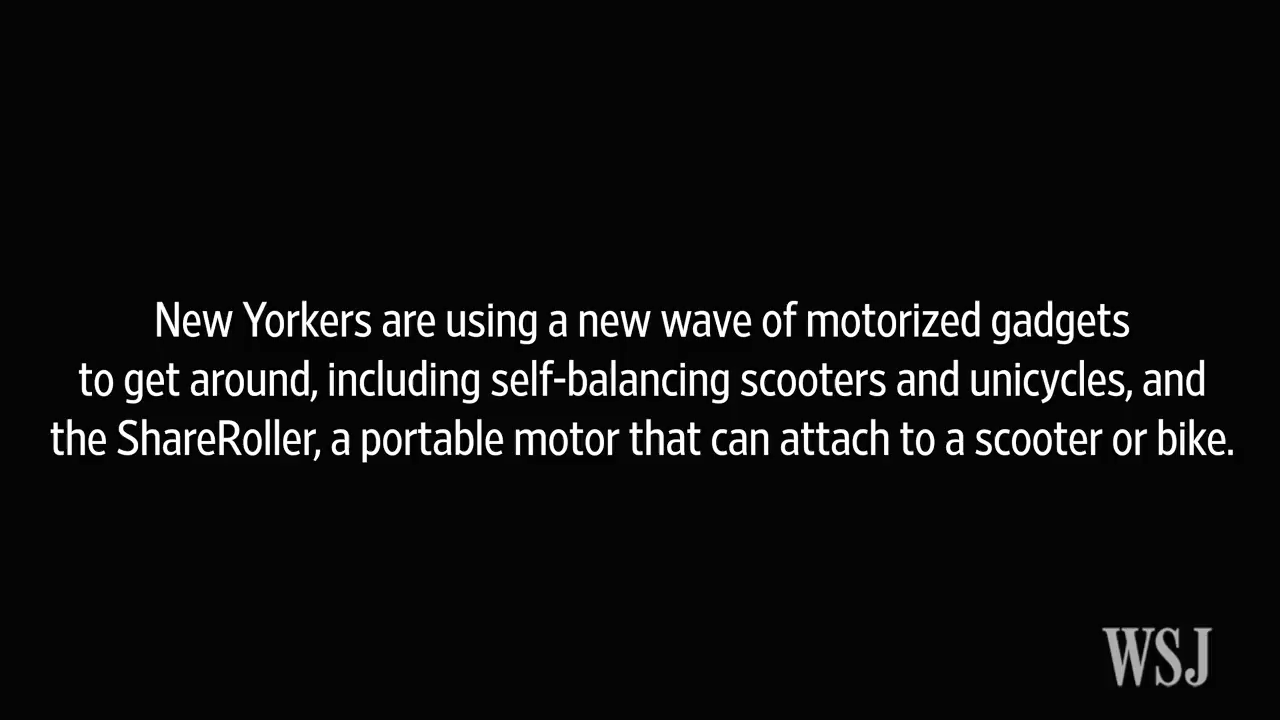 New Yorkers are using a new wave of motorized gadgets
to get around, including self-balancing scooters and unicycles, and
the ShareRoller, a portable motor that can attach to a scooter or bike.
WSJ